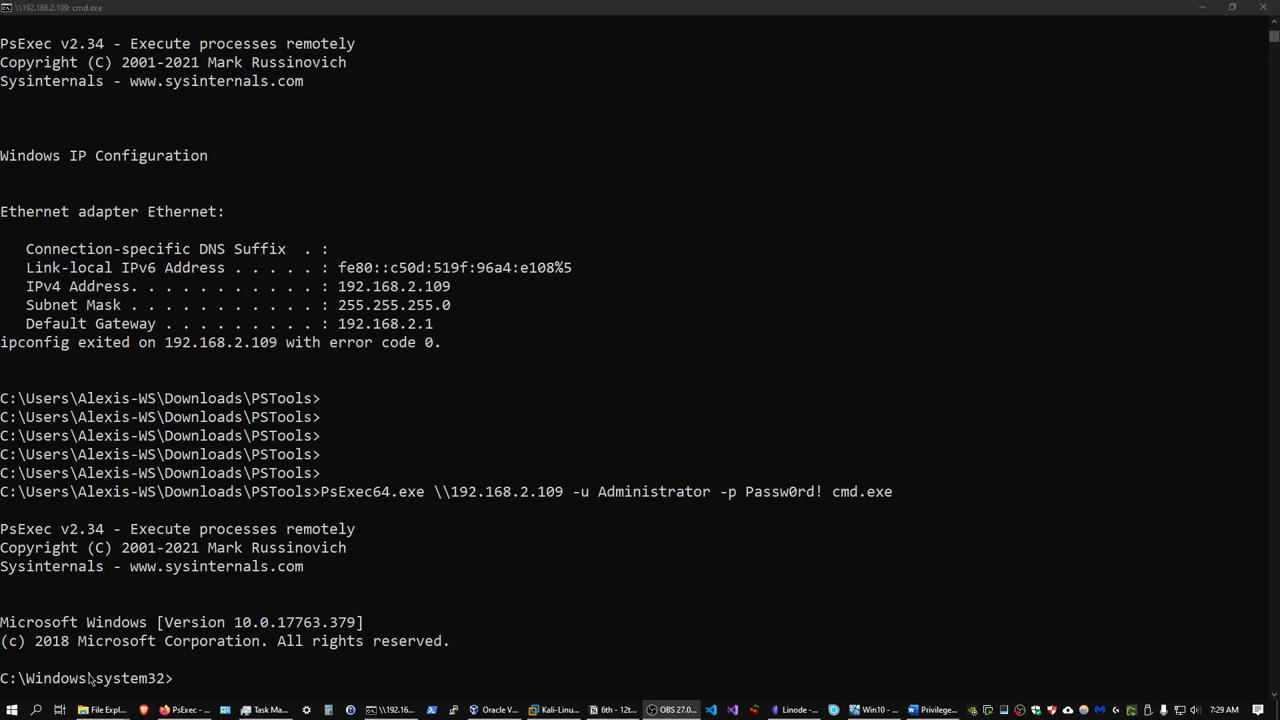 \\192.168.2.109: cmd.exe
PsExec v2.34 - Execute processes remotely
Copyright (C) 2001-2021 Mark Russinovich
Sysinternals - www.sysinternals.com
Windows IP Configuration
Ethernet adapter Ethernet:
Connection-specific DNS Suffix . :
Link-local IPv6 Address . . . . . : fe80::c50d:519f:96a4:e108%5
IPv4 Address. . . . . . . . . . . : 192.168.2.109
Subnet Mask . . . . . . . . . . . : 255.255.255.0
Default Gateway . . . . . . . . . : 192.168.2.1
ipconfig exited on 192.168.2.109 with error code 0.
C:\Users\Alexis-WS\Downloads\PSTools>
C:\Users\Alexis-WS\Downloads\PSTools>
C:\Users\Alexis-WS\Downloads\PSTools>
C:\Users\Alexis-WS\Downloads\PSTools>
C:\Users\Alexis-WS\Downloads\PSTools>
C:\Users\Alexis-WS\Downloads\PSTools>PsExec64.exe \\192.168.2.109 -u Administrator -p Passw0rd! cmd.exe
PsExec v2.34 - Execute processes remotely
Copyright (C) 2001-2021 Mark Russinovich
Sysinternals - www.sysinternals.com
Microsoft Windows [Version 10.0.17763.379]
(c) 2018 Microsoft Corporation. All rights reserved.
C:\Windows\system32>
File Expl... PsExec - ... Task Ma... \\192.16... Oracle V... Kali-Linu... 6th - 12t... OBS 27.0... Linode -... Win10 -... Privilege... 7:29 AM